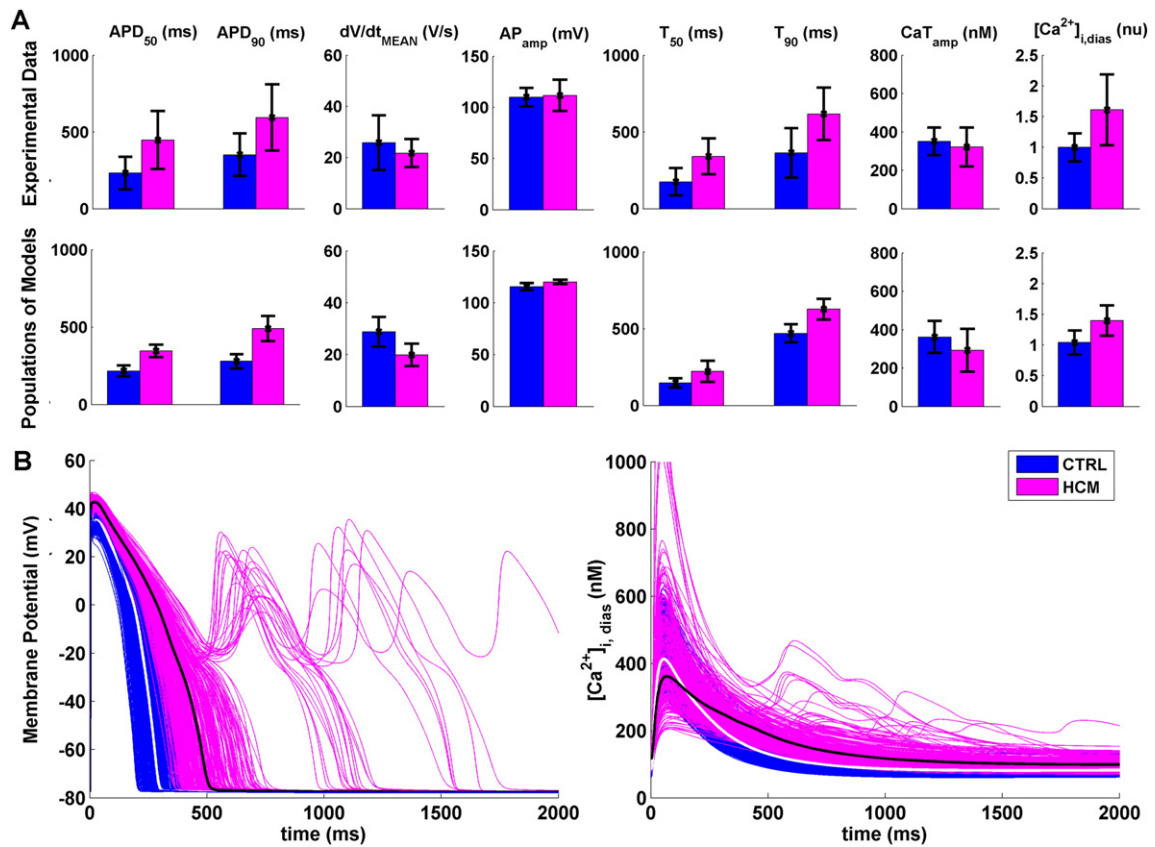 A
APD50 (ms) APD90 (ms) dV/dtMEAN (V/s) APamp (mV) T50 (ms) T90 (ms) CaTamp (nM) [Ca2+]i,dias (nu)
Experimental Data
1000 60 150 1000 800 2.5
500 40 100 500 600 2
0 20 50 0 400 1.5
0 0 200 1
0 0.5
0
Populations of Models
1000 60 150 1000 800 2.5
500 40 100 500 600 2
0 20 50 0 400 1.5
0 0 200 1
0 0.5
0
B
Membrane Potential (mV)
60
40
20
0
-20
-40
-60
-80
0 500 1000 1500 2000
time (ms)
[Ca2+]i, dias (nM)
1000
800
600
400
200
0
0 500 1000 1500 2000
time (ms)
CTRL
HCM